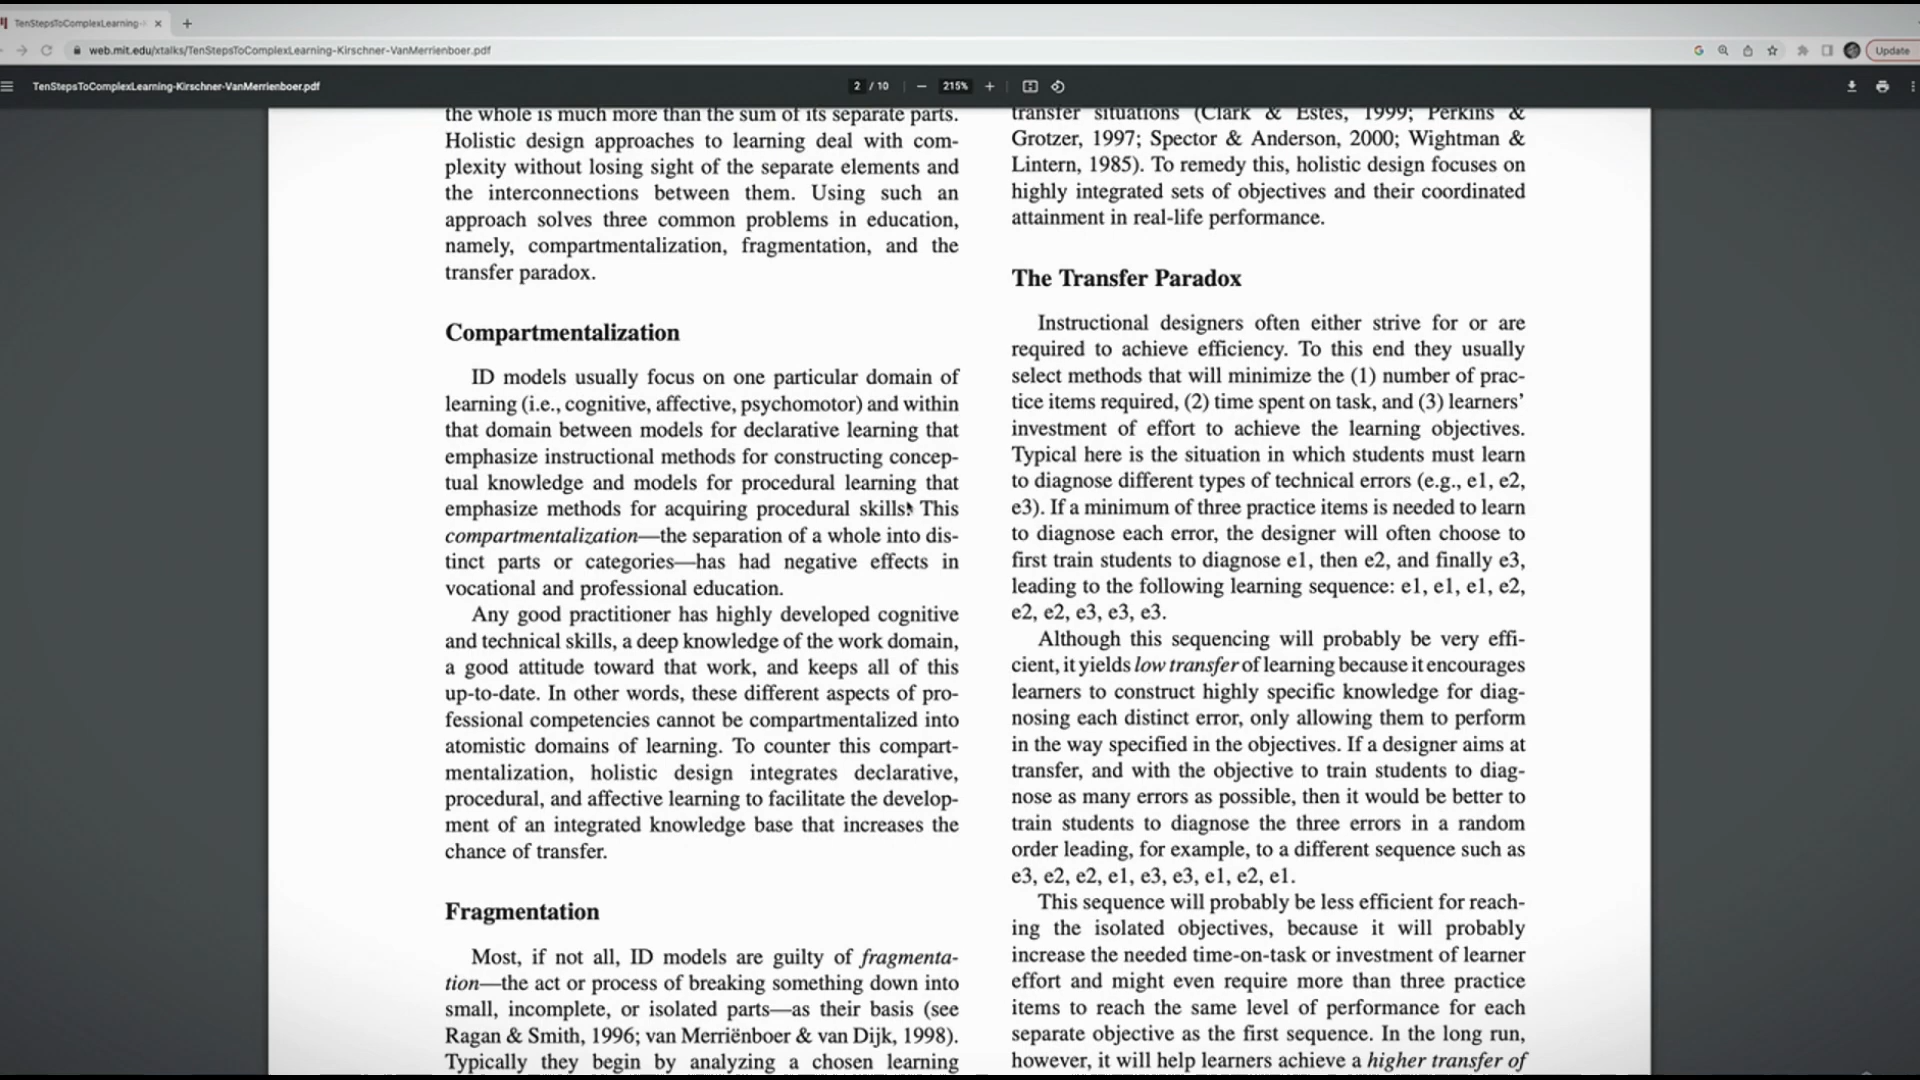 TenStepsToComplexLearning-K
web.mit.edu/xtalks/TenStepsToComplexLearning-Kirschner-VanMerrienboer.pdf
Update
TenStepsToComplexLearning-Kirschner-VanMerrienboer.pdf
2 / 10
215%
the whole is much more than the sum of its separate parts.
Holistic design approaches to learning deal with com-
plexity without losing sight of the separate elements and
the interconnections between them. Using such an
approach solves three common problems in education,
namely, compartmentalization, fragmentation, and the
transfer paradox.
Compartmentalization
ID models usually focus on one particular domain of
learning (i.e., cognitive, affective, psychomotor) and within
that domain between models for declarative learning that
emphasize instructional methods for constructing concep-
tual knowledge and models for procedural learning that
emphasize methods for acquiring procedural skills. This
compartmentalization—the separation of a whole into dis-
tinct parts or categories—has had negative effects in
vocational and professional education.
Any good practitioner has highly developed cognitive
and technical skills, a deep knowledge of the work domain,
a good attitude toward that work, and keeps all of this
up-to-date. In other words, these different aspects of pro-
fessional competencies cannot be compartmentalized into
atomistic domains of learning. To counter this compart-
mentalization, holistic design integrates declarative,
procedural, and affective learning to facilitate the develop-
ment of an integrated knowledge base that increases the
chance of transfer.
Fragmentation
Most, if not all, ID models are guilty of fragmenta-
tion—the act or process of breaking something down into
small, incomplete, or isolated parts—as their basis (see
Ragan & Smith, 1996; van Merriënboer & van Dijk, 1998).
Typically they begin by analyzing a chosen learning
transfer situations (Clark & Estes, 1999; Perkins &
Grotzer, 1997; Spector & Anderson, 2000; Wightman &
Lintern, 1985). To remedy this, holistic design focuses on
highly integrated sets of objectives and their coordinated
attainment in real-life performance.
The Transfer Paradox
Instructional designers often either strive for or are
required to achieve efficiency. To this end they usually
select methods that will minimize the (1) number of prac-
tice items required, (2) time spent on task, and (3) learners’
investment of effort to achieve the learning objectives.
Typical here is the situation in which students must learn
to diagnose different types of technical errors (e.g., e1, e2,
e3). If a minimum of three practice items is needed to learn
to diagnose each error, the designer will often choose to
first train students to diagnose e1, then e2, and finally e3,
leading to the following learning sequence: e1, e1, e1, e2,
e2, e2, e3, e3, e3.
Although this sequencing will probably be very effi-
cient, it yields low transfer of learning because it encourages
learners to construct highly specific knowledge for diag-
nosing each distinct error, only allowing them to perform
in the way specified in the objectives. If a designer aims at
transfer, and with the objective to train students to diag-
nose as many errors as possible, then it would be better to
train students to diagnose the three errors in a random
order leading, for example, to a different sequence such as
e3, e2, e2, e1, e3, e3, e1, e2, e1.
This sequence will probably be less efficient for reach-
ing the isolated objectives, because it will probably
increase the needed time-on-task or investment of learner
effort and might even require more than three practice
items to reach the same level of performance for each
separate objective as the first sequence. In the long run,
however, it will help learners achieve a higher transfer of